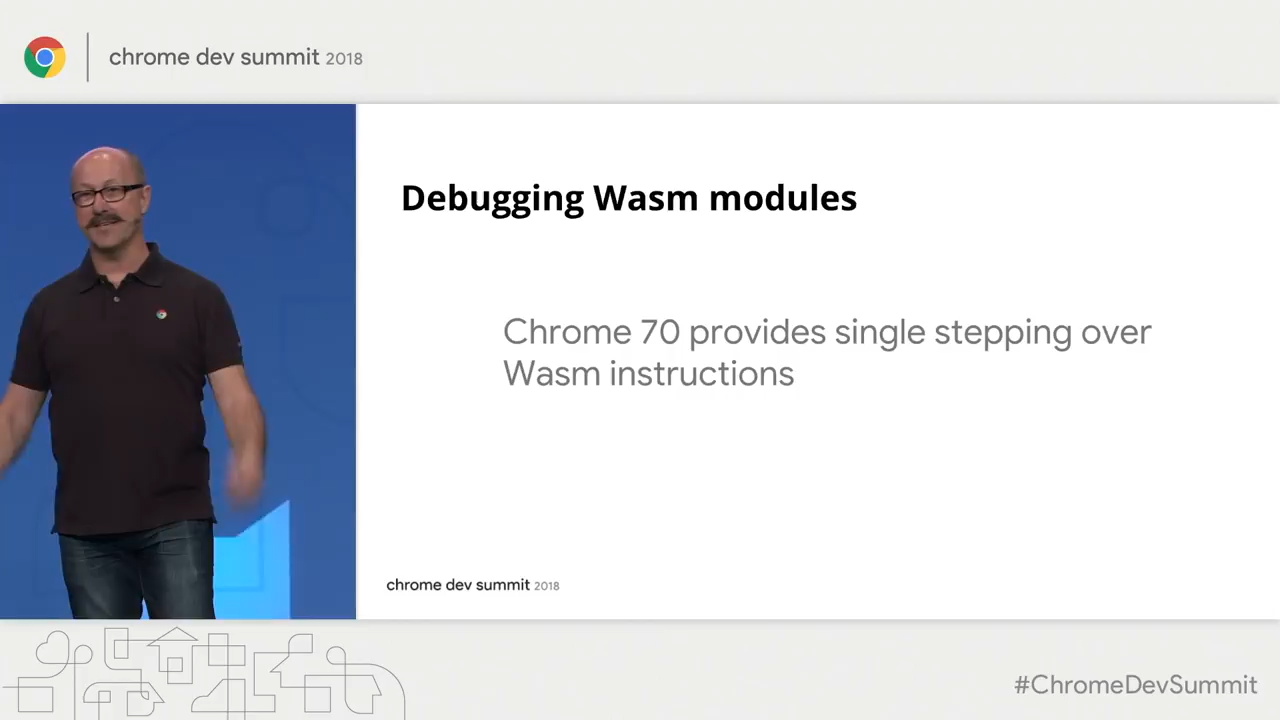 chrome dev summit 2018
Debugging Wasm modules
Chrome 70 provides single stepping over
Wasm instructions
chrome dev summit 2018
#ChromeDevSummit